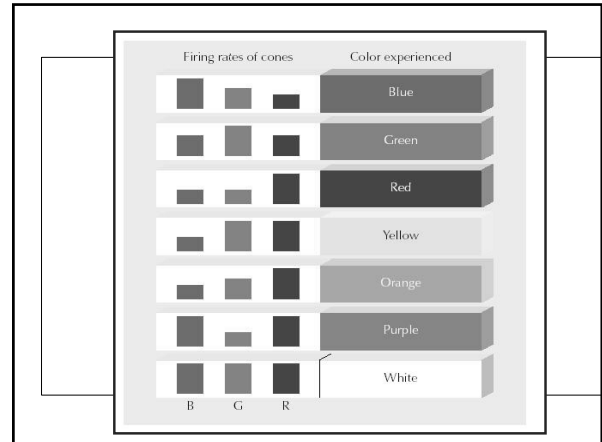 Firing rates of cones Color experienced
Blue
Green
Red
Yellow
Orange
Purple
White
B G R